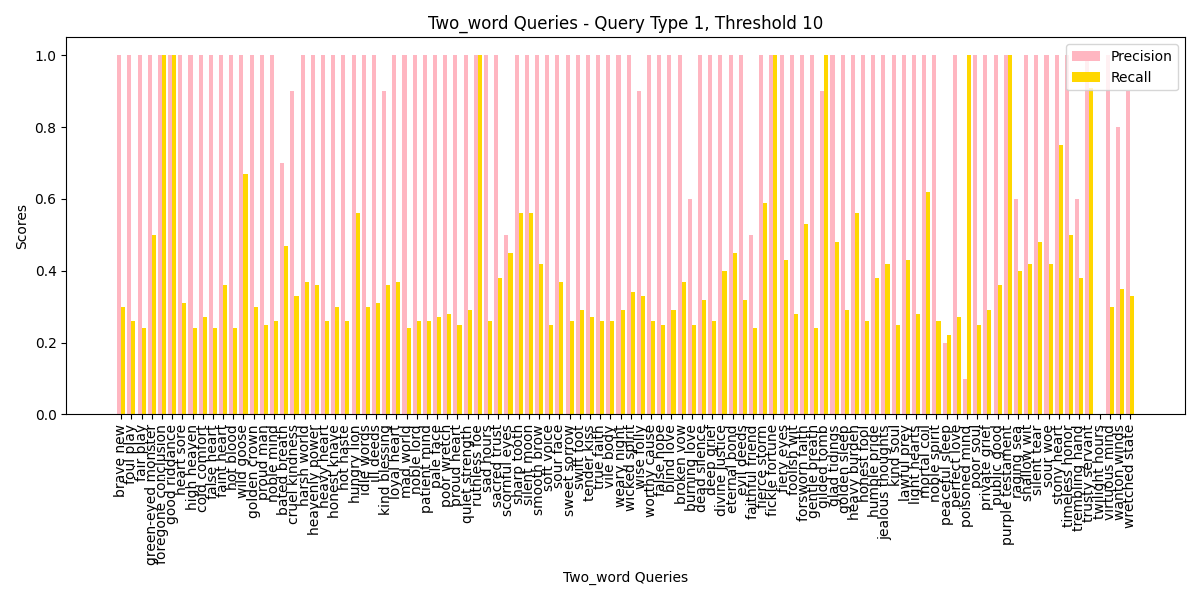 Two_word Queries - Query Type 1, Threshold 10
Precision
Recall
Scores
1.0
0.8
0.6
0.4
0.2
0.0
brave new
foul play
fair play
green-eyed monster
foregone conclusion
good riddance
heart sore
high heaven
cold comfort
false heart
faint heart
hot blood
wild goose
golden crown
proud man
noble mind
bated breath
cruel kindness
harsh world
heavenly power
heavy heart
honest knave
hot haste
hungry lion
idle words
ill deeds
kind blessing
loyal heart
mad world
noble lord
patient mind
pale face
poor wretch
proud heart
quiet strength
ruthless foe
sad hours
sacred trust
scornful eyes
sharp tooth
silent moon
smooth brow
soft voice
sour face
sweet sorrow
swift foot
tender kiss
true faith
vile body
weary night
wicked spirit
wise folly
worthy cause
false hope
blind love
broken vow
burning love
dead silence
deep grief
divine justice
eternal bond
evil deeds
faithful friend
fierce storm
fickle fortune
fiery eyes
foolish wit
forsworn faith
gentle breath
gilded tomb
glad tidings
golden sleep
heavy burden
honest fool
humble pride
jealous thoughts
kind soul
lawful prey
light hearts
mortal coil
noble spirit
peaceful sleep
perfect love
poisoned mind
poor soul
private grief
public good
purple testament
raging sea
shallow wit
silent tear
sour woe
stony heart
timeless honor
trembling hand
trusty servant
twilight hours
virtuous mind
wanton wind
wretched state
Two_word Queries